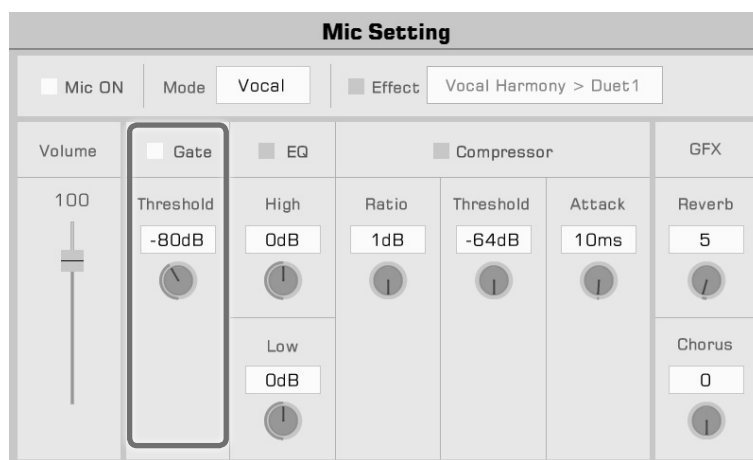 Mic Setting
Mic ON Mode Vocal Effect Vocal Harmony > Duet1
Volume Gate EQ Compressor GFX
100 Threshold High Ratio Threshold Attack Reverb
-80dB 0dB 1dB -64dB 10ms 5
Low Chorus
0dB 0